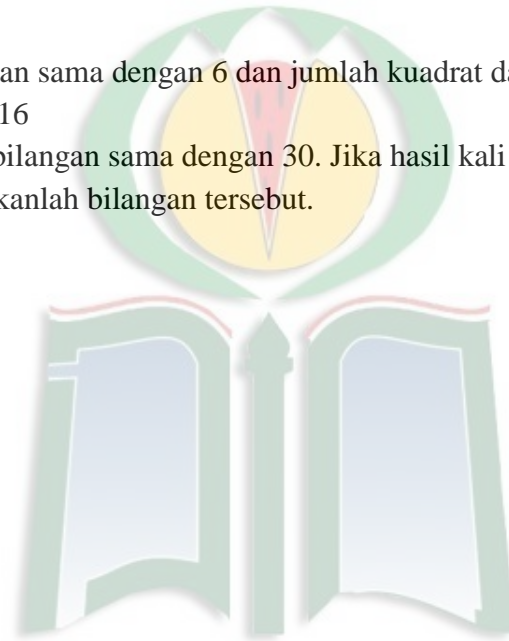 an sama dengan 6 dan jumlah kuadrat da
16
bilangan sama dengan 30. Jika hasil kali
kanlah bilangan tersebut.